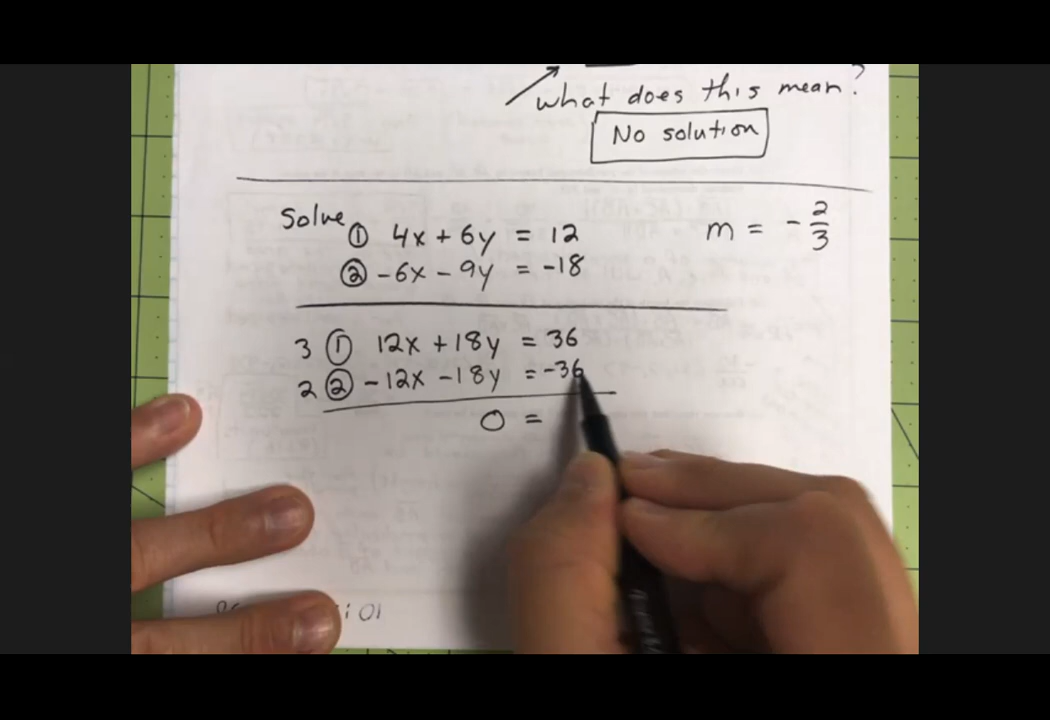 What does this mean?
No solution
Solve ① 4x + 6y = 12
m = - 2/3
② -6x - 9y = -18
3 ① 12x + 18y = 36
2 ② -12x - 18y = -36
0 =